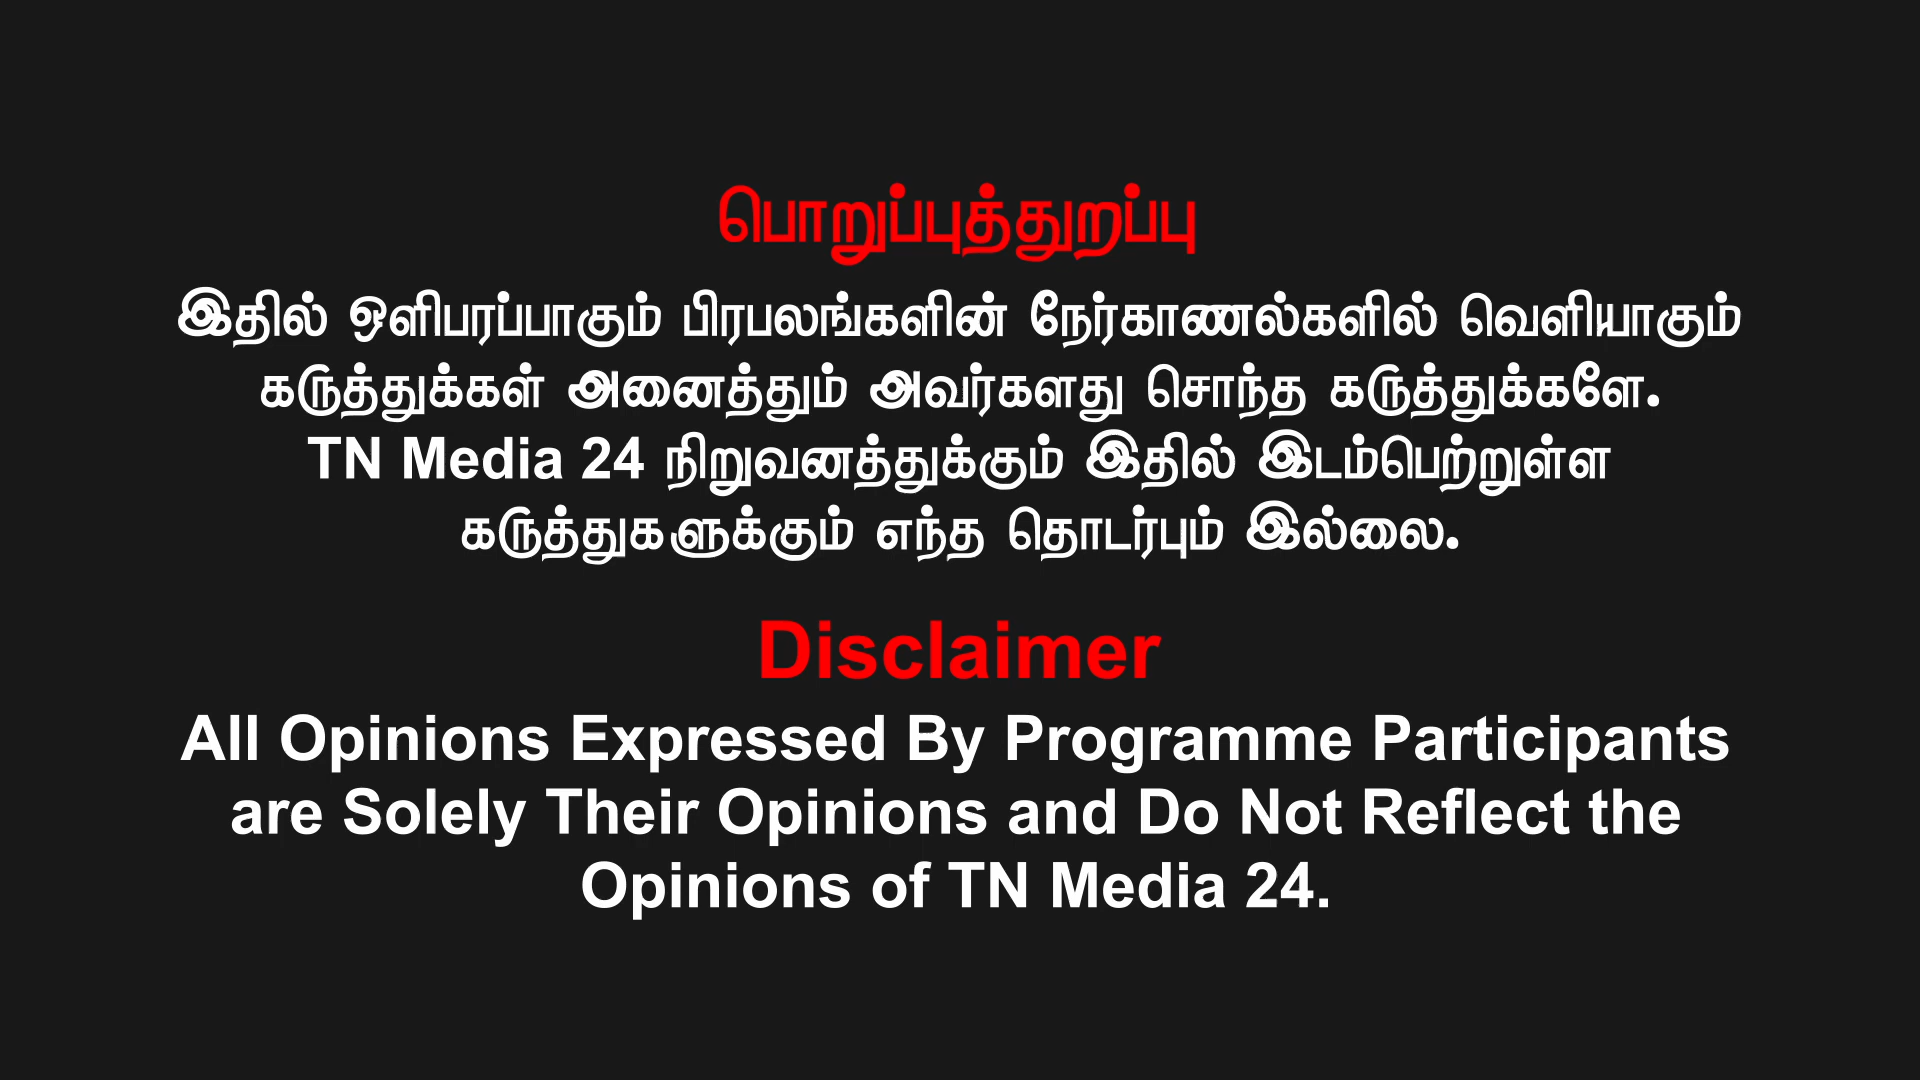 பொறுப்புத்துறப்பு
இதில் ஒளிபரப்பாகும் பிரபலங்களின் நேர்காணல்களில் வெளியாகும்
கருத்துக்கள் அனைத்தும் அவர்களது சொந்த கருத்துக்களே.
TN Media 24 நிறுவனத்துக்கும் இதில் இடம்பெற்றுள்ள
கருத்துகளுக்கும் எந்த தொடர்பும் இல்லை.
Disclaimer
All Opinions Expressed By Programme Participants
are Solely Their Opinions and Do Not Reflect the
Opinions of TN Media 24.